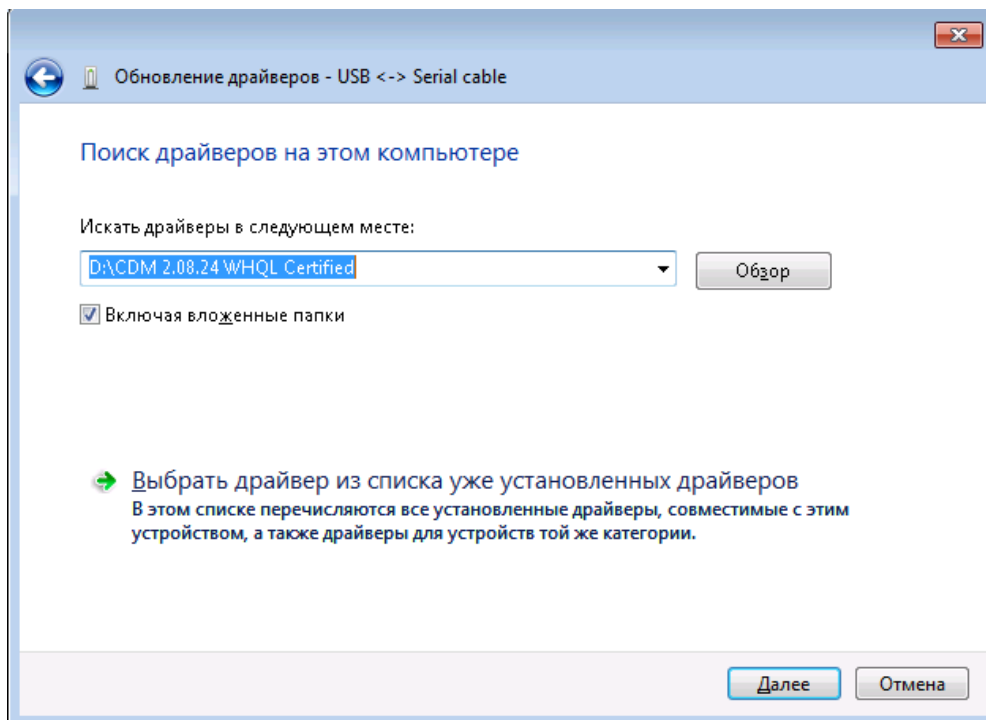 Обновление драйверов - USB <-> Serial cable
Поиск драйверов на этом компьютере
Искать драйверы в следующем месте:
D:\CDM 2.08.24 WHQL Certified
Обзор
Включая вложенные папки
Выбрать драйвер из списка уже установленных драйверов
В этом списке перечисляются все установленные драйверы, совместимые с этим
устройством, а также драйверы для устройств той же категории.
Далее
Отмена